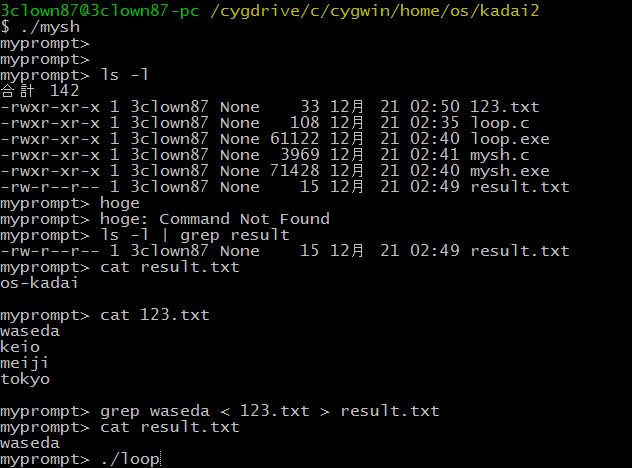 3clown87@3clown87-pc /cygdrive/c/cygwin/home/os/kadai2
$ ./mysh
myprompt>
myprompt>
myprompt> ls -l
合計 142
-rwxr-xr-x 1 3clown87 None    33 12月  21 02:50 123.txt
-rwxr-xr-x 1 3clown87 None   108 12月  21 02:35 loop.c
-rwxr-xr-x 1 3clown87 None 61122 12月  21 02:40 loop.exe
-rwxr-xr-x 1 3clown87 None  3969 12月  21 02:41 mysh.c
-rwxr-xr-x 1 3clown87 None 71428 12月  21 02:40 mysh.exe
-rw-r--r-- 1 3clown87 None    15 12月  21 02:49 result.txt
myprompt> hoge
myprompt> hoge: Command Not Found
myprompt> ls -l | grep result
-rw-r--r-- 1 3clown87 None    15 12月  21 02:49 result.txt
myprompt> cat result.txt
os-kadai

myprompt> cat 123.txt
waseda
keio
meiji
tokyo

myprompt> grep waseda < 123.txt > result.txt
myprompt> cat result.txt
waseda
myprompt> ./loop